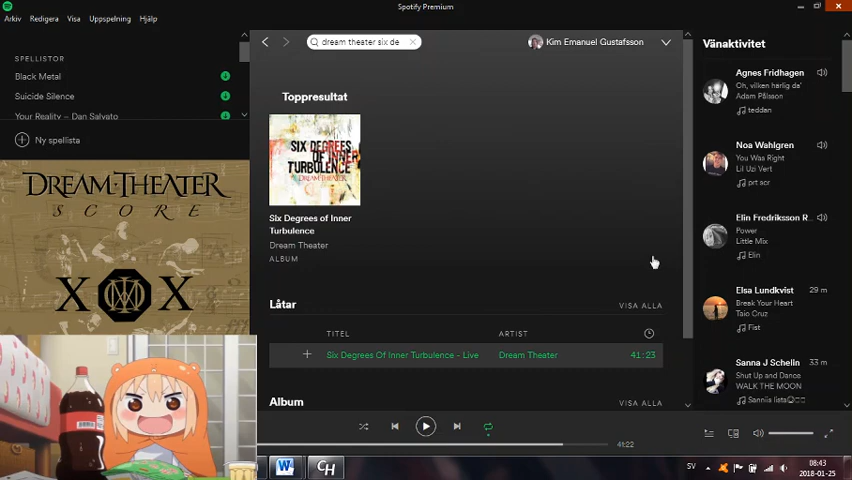 Spotify Premium
Arkiv Redigera Visa Uppspelning Hjälp
dream theater six de
Kim Emanuel Gustafsson
SPELLISTOR
Black Metal
Suicide Silence
Your Reality – Dan Salvato
Ny spellista
DREAM THEATER
SCORE
X X
Toppresultat
SIX DEGREES
OF INNER
TURBULENCE
DREAM THEATER
Six Degrees of Inner
Turbulence
Dream Theater
ALBUM
Låtar
VISA ALLA
TITEL ARTIST
Six Degrees Of Inner Turbulence - Live Dream Theater 41:23
Album
VISA ALLA
41:22
Vänaktivitet
Agnes Fridhagen
Oh, vilken härlig da'
Adam Pålsson
teddan
Noa Wahlgren
You Was Right
Lil Uzi Vert
prt scr
Elin Fredriksson R...
Power
Little Mix
Elin
Elsa Lundkvist 29 m
Break Your Heart
Taio Cruz
Fist
Sanna J Schelin 33 m
Shut Up and Dance
WALK THE MOON
Sanniis lista
W
CH
SV
08:43
2018-01-25